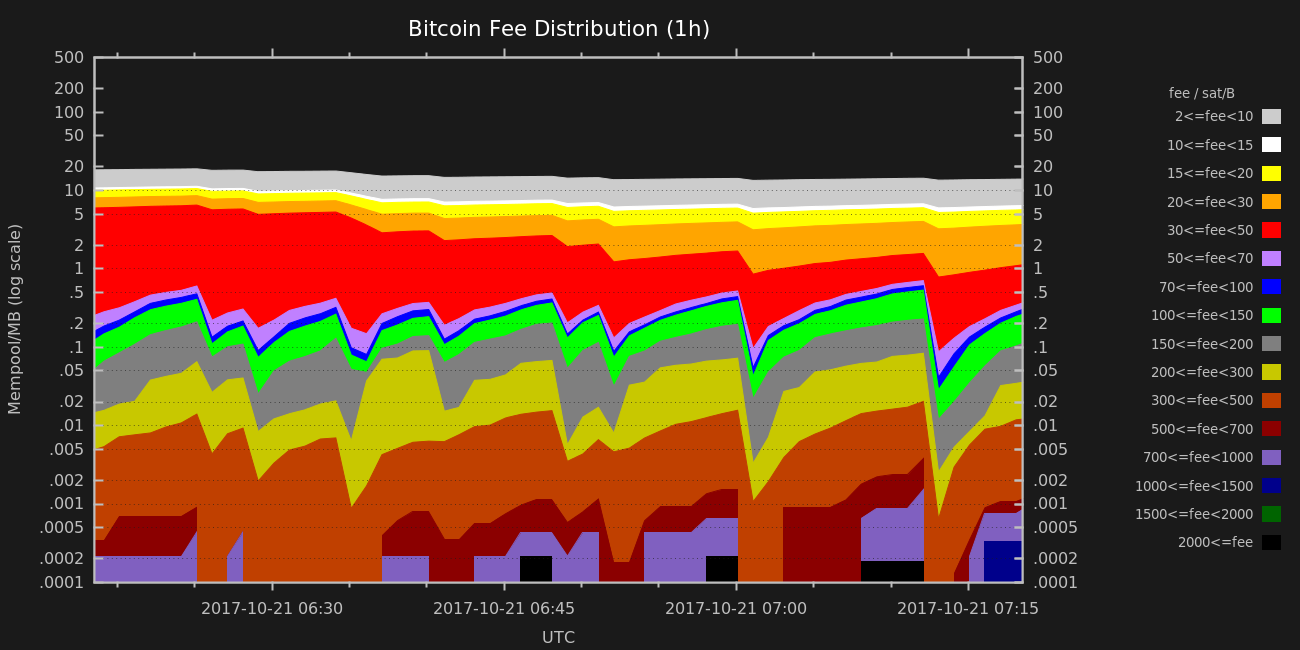 Bitcoin Fee Distribution (1h)
Mempool/MB (log scale)
500
200
100
50
20
10
5
2
1
.5
.2
.1
.05
.02
.01
.005
.002
.001
.0005
.0002
.0001
500
200
100
50
20
10
5
2
1
.5
.2
.1
.05
.02
.01
.005
.002
.001
.0005
.0002
.0001
2017-10-21 06:30
2017-10-21 06:45
2017-10-21 07:00
2017-10-21 07:15
UTC
fee / sat/B
2<=fee<10
10<=fee<15
15<=fee<20
20<=fee<30
30<=fee<50
50<=fee<70
70<=fee<100
100<=fee<150
150<=fee<200
200<=fee<300
300<=fee<500
500<=fee<700
700<=fee<1000
1000<=fee<1500
1500<=fee<2000
2000<=fee